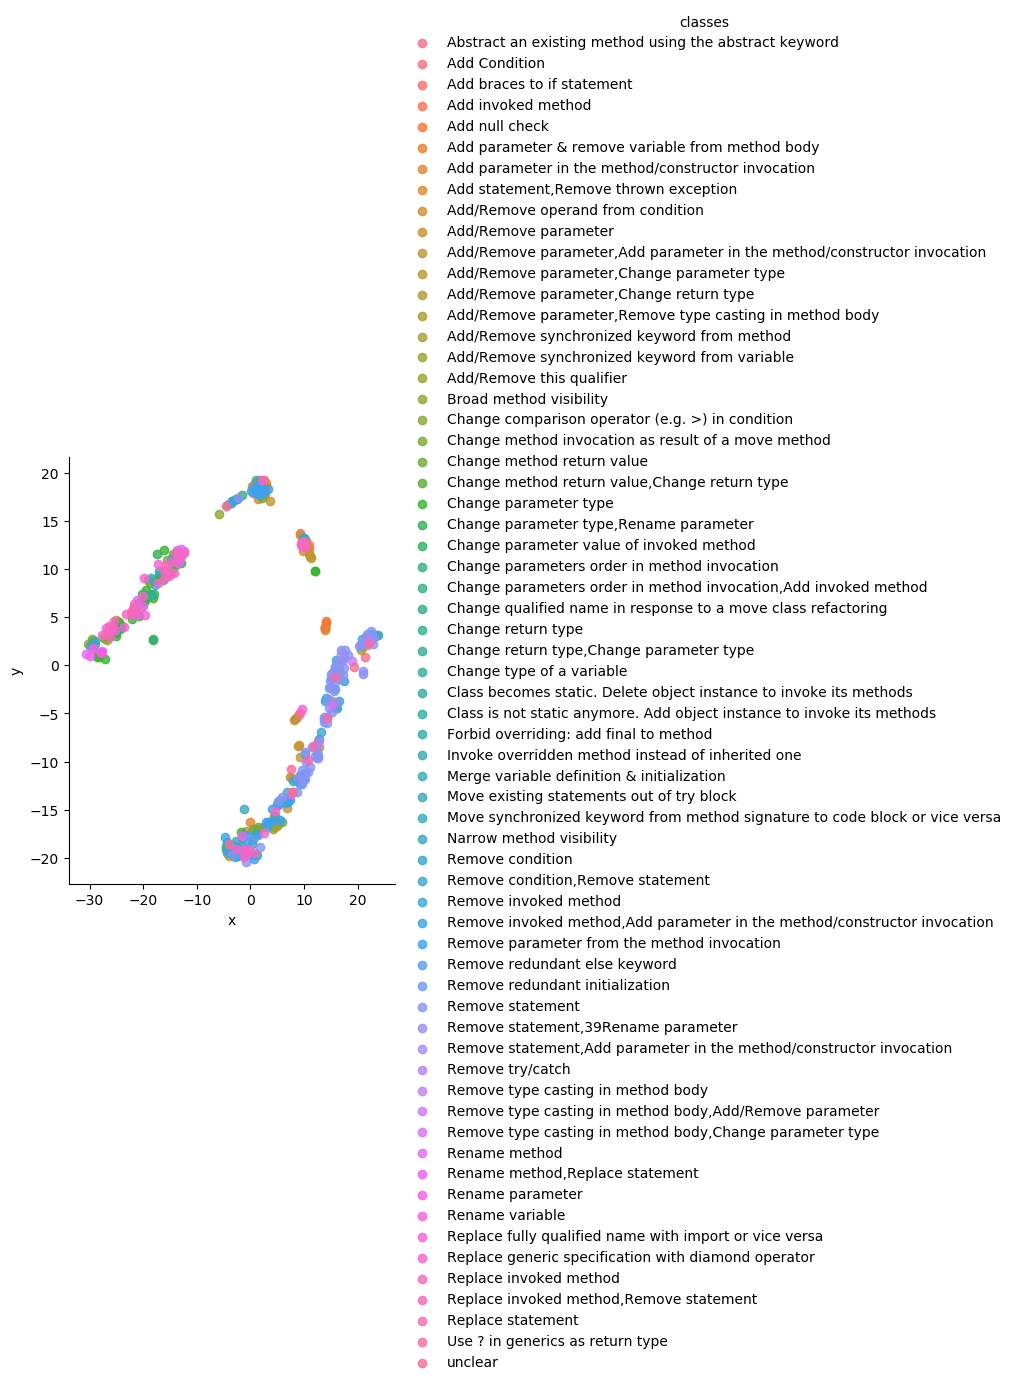 classes
Abstract an existing method using the abstract keyword
Add Condition
Add braces to if statement
Add invoked method
Add null check
Add parameter & remove variable from method body
Add parameter in the method/constructor invocation
Add statement,Remove thrown exception
Add/Remove operand from condition
Add/Remove parameter
Add/Remove parameter,Add parameter in the method/constructor invocation
Add/Remove parameter,Change parameter type
Add/Remove parameter,Change return type
Add/Remove parameter,Remove type casting in method body
Add/Remove synchronized keyword from method
Add/Remove synchronized keyword from variable
Add/Remove this qualifier
Broad method visibility
Change comparison operator (e.g. >) in condition
Change method invocation as result of a move method
Change method return value
Change method return value,Change return type
Change parameter type
Change parameter type,Rename parameter
Change parameter value of invoked method
Change parameters order in method invocation
Change parameters order in method invocation,Add invoked method
Change qualified name in response to a move class refactoring
Change return type
Change return type,Change parameter type
Change type of a variable
Class becomes static. Delete object instance to invoke its methods
Class is not static anymore. Add object instance to invoke its methods
Forbid overriding: add final to method
Invoke overridden method instead of inherited one
Merge variable definition & initialization
Move existing statements out of try block
Move synchronized keyword from method signature to code block or vice versa
Narrow method visibility
Remove condition
Remove condition,Remove statement
Remove invoked method
Remove invoked method,Add parameter in the method/constructor invocation
Remove parameter from the method invocation
Remove redundant else keyword
Remove redundant initialization
Remove statement
Remove statement,39Rename parameter
Remove statement,Add parameter in the method/constructor invocation
Remove try/catch
Remove type casting in method body
Remove type casting in method body,Add/Remove parameter
Remove type casting in method body,Change parameter type
Rename method
Rename method,Replace statement
Rename parameter
Rename variable
Replace fully qualified name with import or vice versa
Replace generic specification with diamond operator
Replace invoked method
Replace invoked method,Remove statement
Replace statement
Use ? in generics as return type
unclear
20
15
10
5
0
−5
−10
−15
−20
y
−30 −20 −10 0 10 20
x